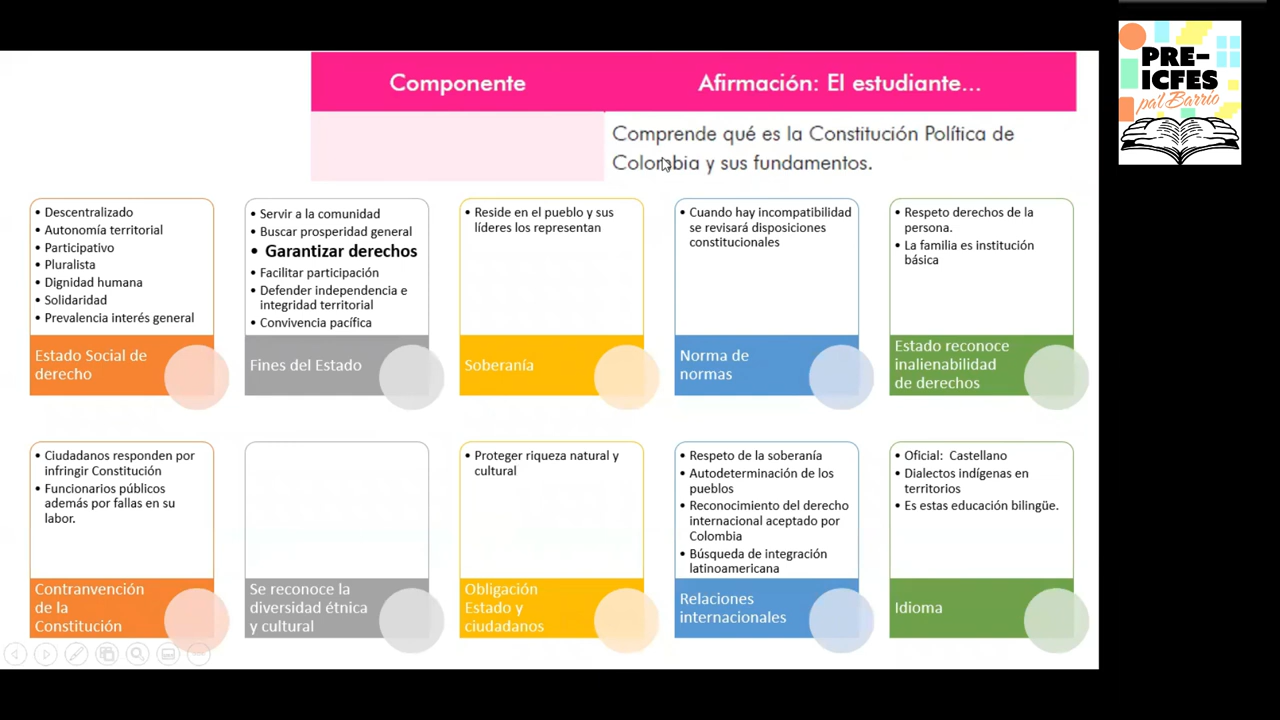 PRE-
ICFES
pa'l Barrio
Componente
Afirmación: El estudiante...
Comprende qué es la Constitución Política de
Colombia y sus fundamentos.
• Descentralizado
• Autonomía territorial
• Participativo
• Pluralista
• Dignidad humana
• Solidaridad
• Prevalencia interés general
Estado Social de
derecho
• Servir a la comunidad
• Buscar prosperidad general
• Garantizar derechos
• Facilitar participación
• Defender independencia e
integridad territorial
• Convivencia pacífica
Fines del Estado
• Reside en el pueblo y sus
líderes los representan
Soberanía
• Cuando hay incompatibilidad
se revisará disposiciones
constitucionales
Norma de
normas
• Respeto derechos de la
persona.
• La familia es institución
básica
Estado reconoce
inalienabilidad
de derechos
• Ciudadanos responden por
infringir Constitución
• Funcionarios públicos
además por fallas en su
labor.
Contranvención
de la
Constitución
Se reconoce la
diversidad étnica
y cultural
• Proteger riqueza natural y
cultural
Obligación
Estado y
ciudadanos
• Respeto de la soberanía
• Autodeterminación de los
pueblos
• Reconocimiento del derecho
internacional aceptado por
Colombia
• Búsqueda de integración
latinoamericana
Relaciones
internacionales
• Oficial: Castellano
• Dialectos indígenas en
territorios
• Es estas educación bilingüe.
Idioma